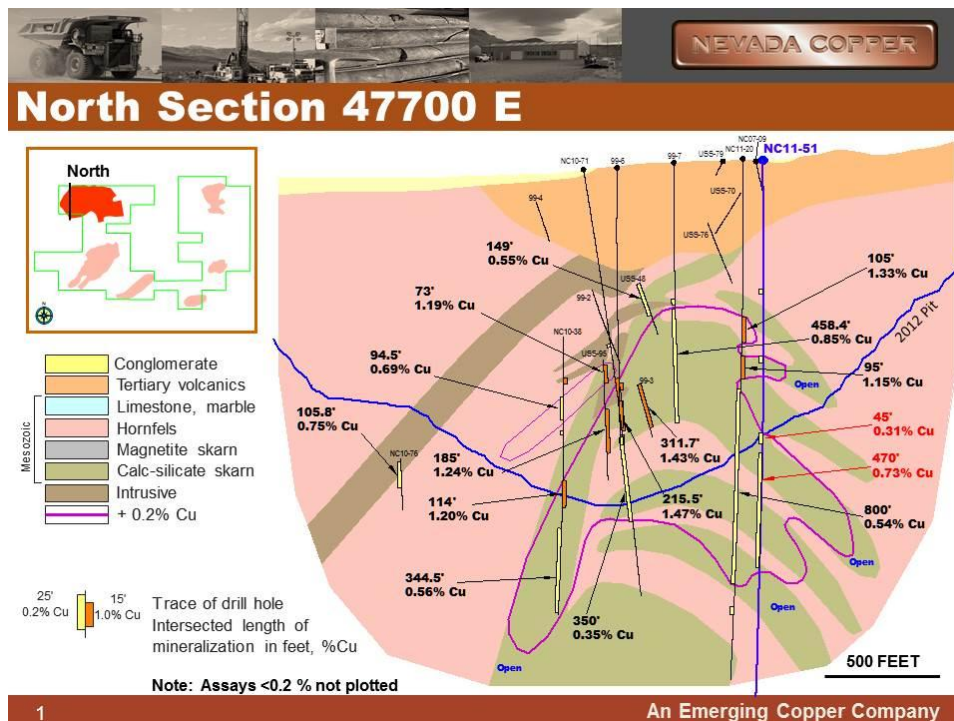 NEVADA COPPER
North Section 47700 E
North
Conglomerate
Tertiary volcanics
Limestone, marble
Hornfels
Magnetite skarn
Calc-silicate skarn
Intrusive
+ 0.2% Cu
Mesozoic
25'
0.2% Cu
15'
1.0% Cu
Trace of drill hole
Intersected length of
mineralization in feet, %Cu
Note: Assays <0.2 % not plotted
NC10-71
99-6
99-7
USS-79
NC07-09
NC11-20
NC11-51
99-4
USS-70
USS-76
149'
0.55% Cu
USS-48
105'
1.33% Cu
73'
1.19% Cu
99-2
2012 Pit
NC10-38
458.4'
0.85% Cu
94.5'
0.69% Cu
USS-95
95'
1.15% Cu
99-3
Open
105.8'
0.75% Cu
45'
0.31% Cu
NC10-76
185'
1.24% Cu
311.7'
1.43% Cu
470'
0.73% Cu
114'
1.20% Cu
215.5'
1.47% Cu
800'
0.54% Cu
Open
344.5'
0.56% Cu
350'
0.35% Cu
Open
Open
500 FEET
1
An Emerging Copper Company